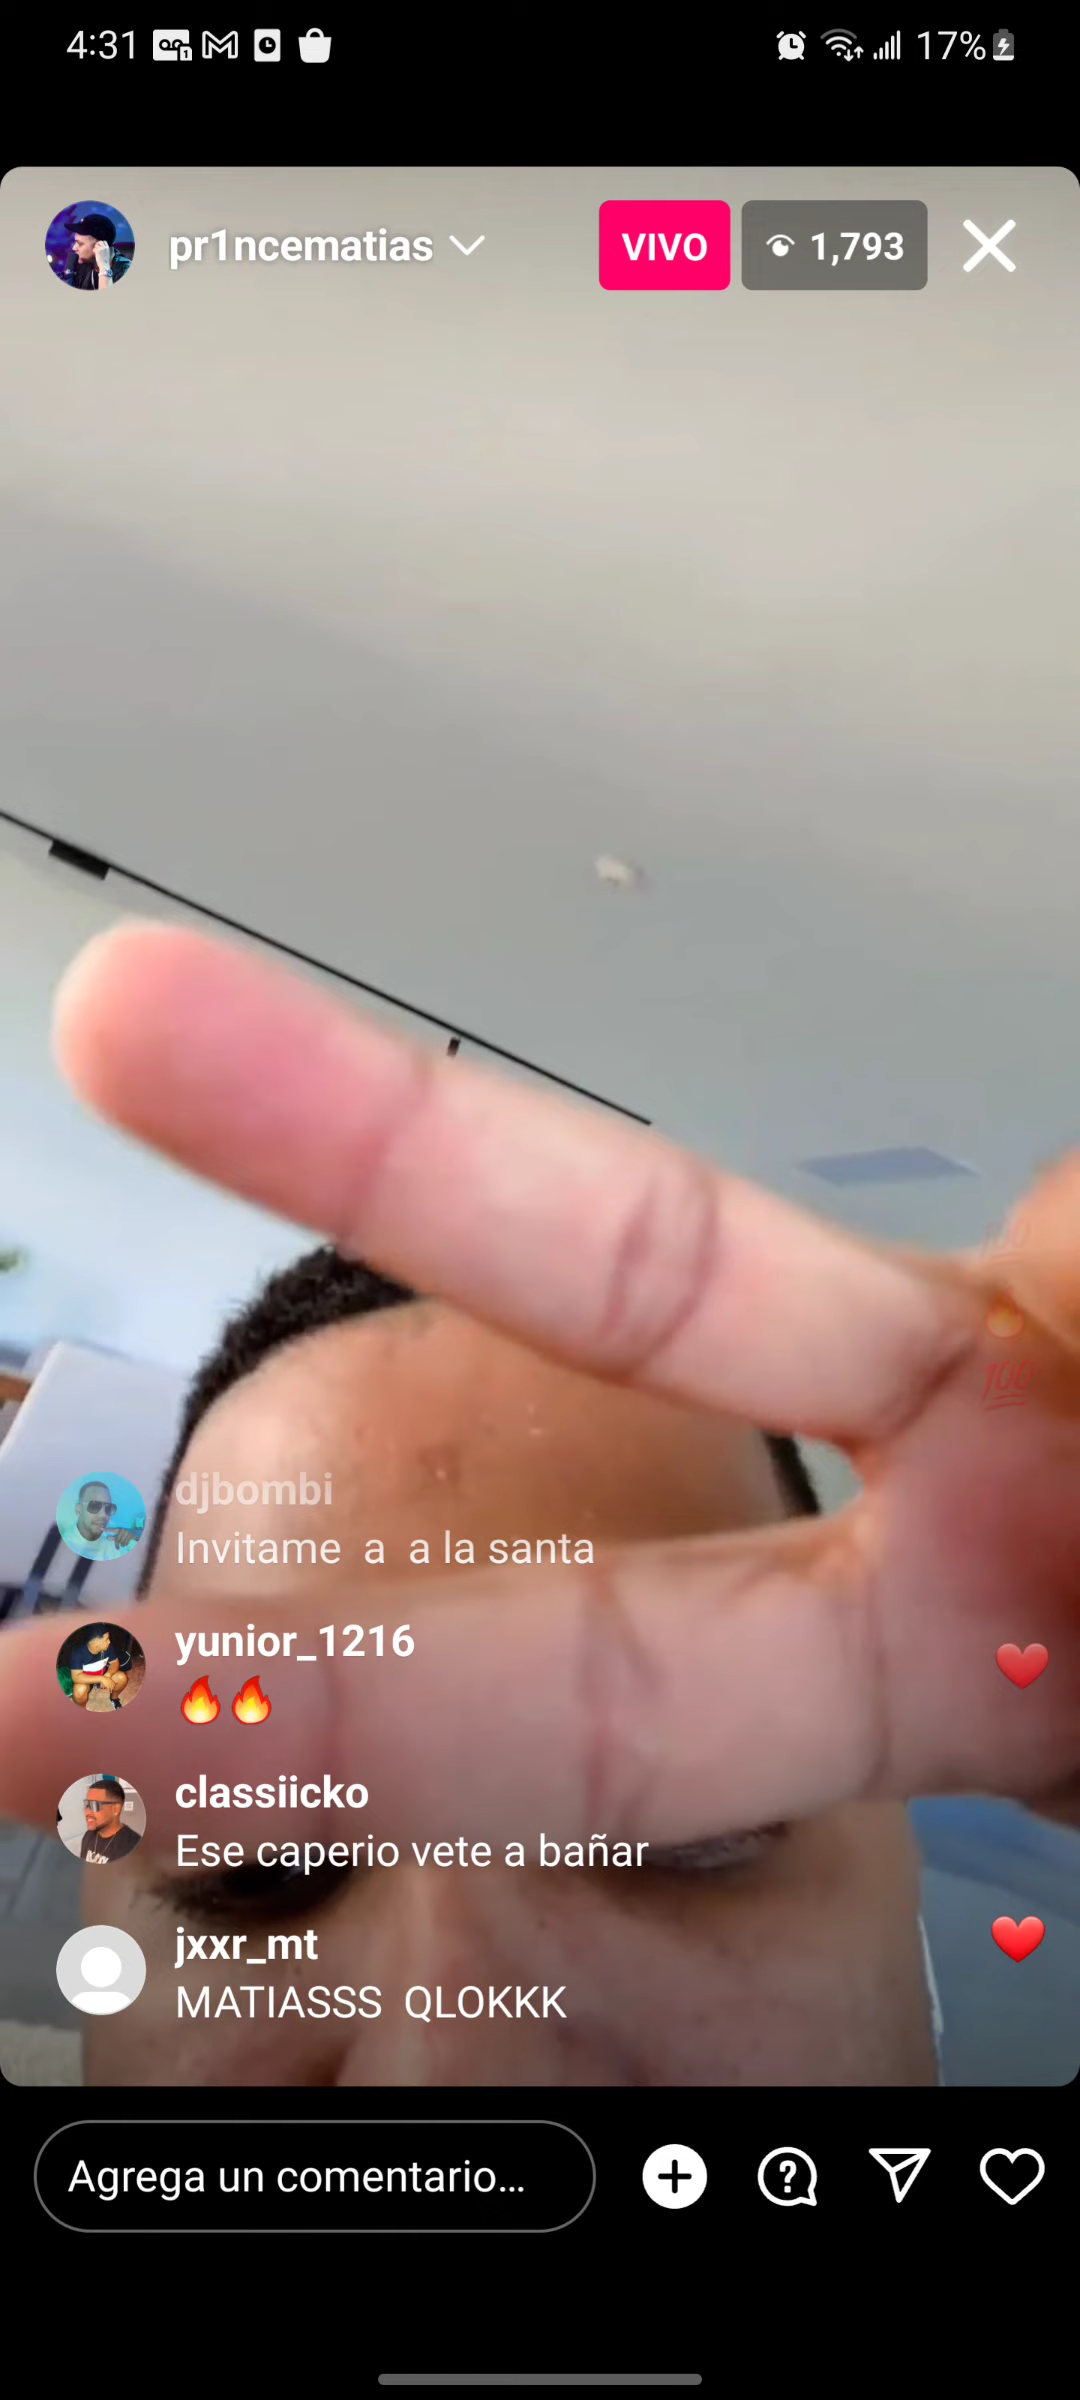 4:31
17%
pr1ncematias
VIVO
1,793
djbombi
Invitame a a la santa
yunior_1216
🔥🔥
classiicko
Ese caperio vete a bañar
jxxr_mt
MATIASSS QLOKKK
Agrega un comentario...